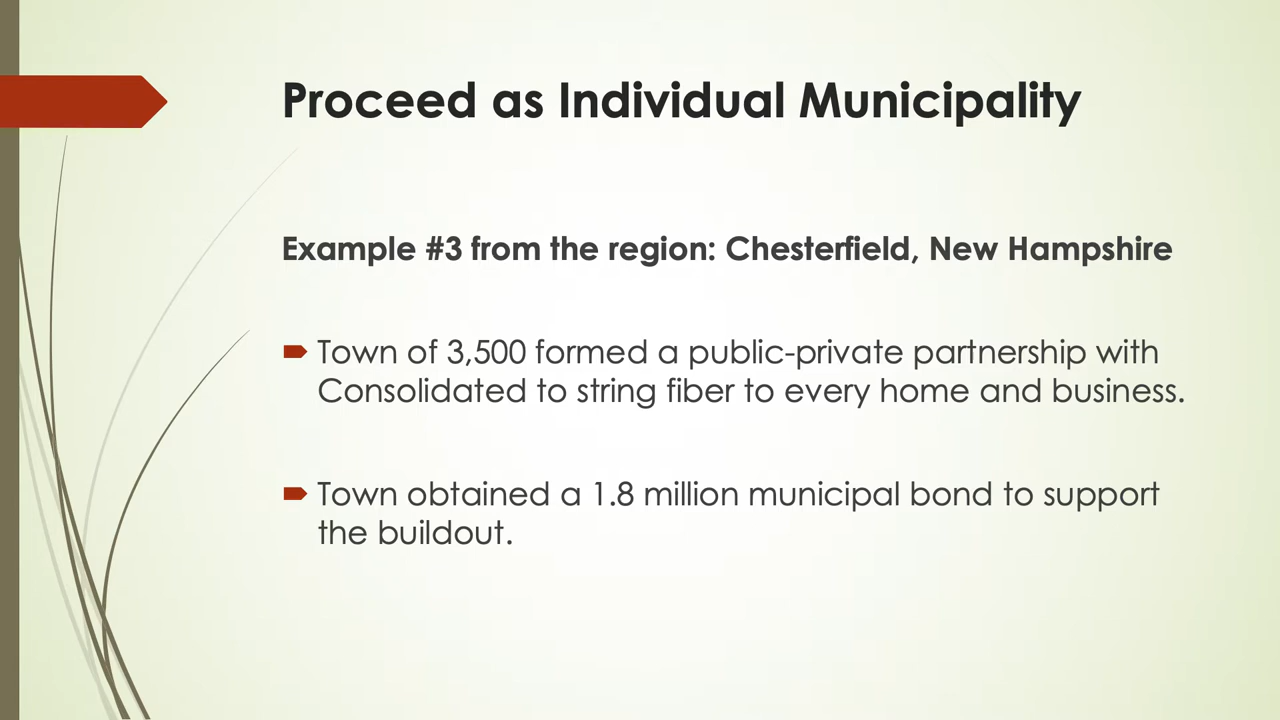 Proceed as Individual Municipality
Example #3 from the region: Chesterfield, New Hampshire
Town of 3,500 formed a public-private partnership with
Consolidated to string fiber to every home and business.
Town obtained a 1.8 million municipal bond to support
the buildout.